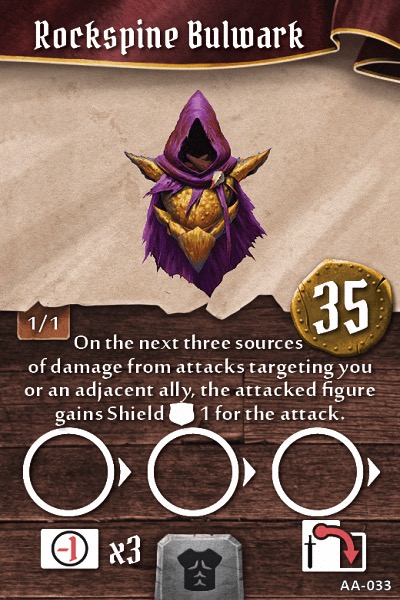 Rockspine Bulwark
35
1/1
On the next three sources
of damage from attacks targeting you
or an adjacent ally, the attacked figure
gains Shield 1 for the attack.
-1 x3
AA-033